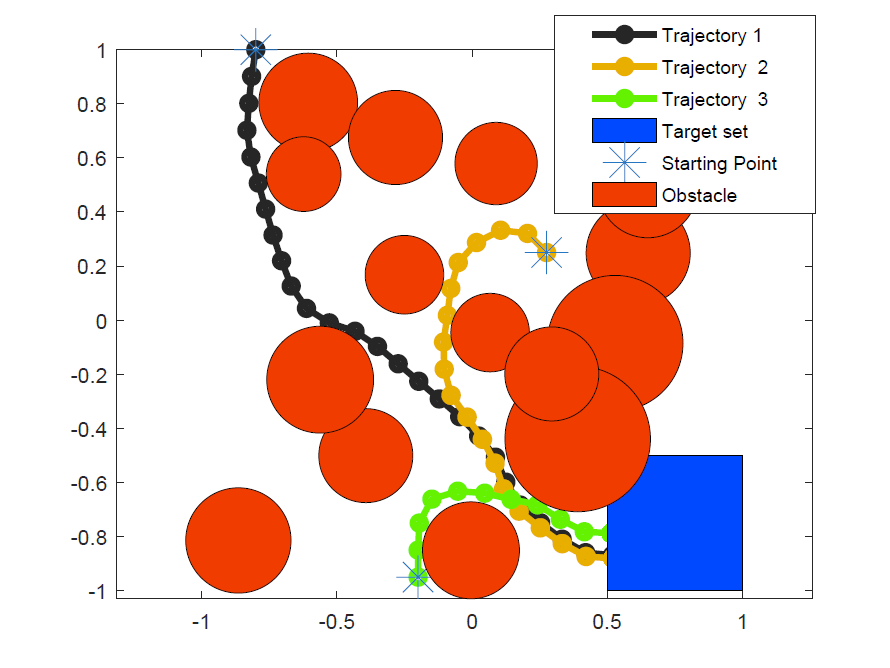 Trajectory 1
Trajectory 2
Trajectory 3
Target set
Starting Point
Obstacle
1
0.8
0.6
0.4
0.2
0
-0.2
-0.4
-0.6
-0.8
-1
-1 -0.5 0 0.5 1